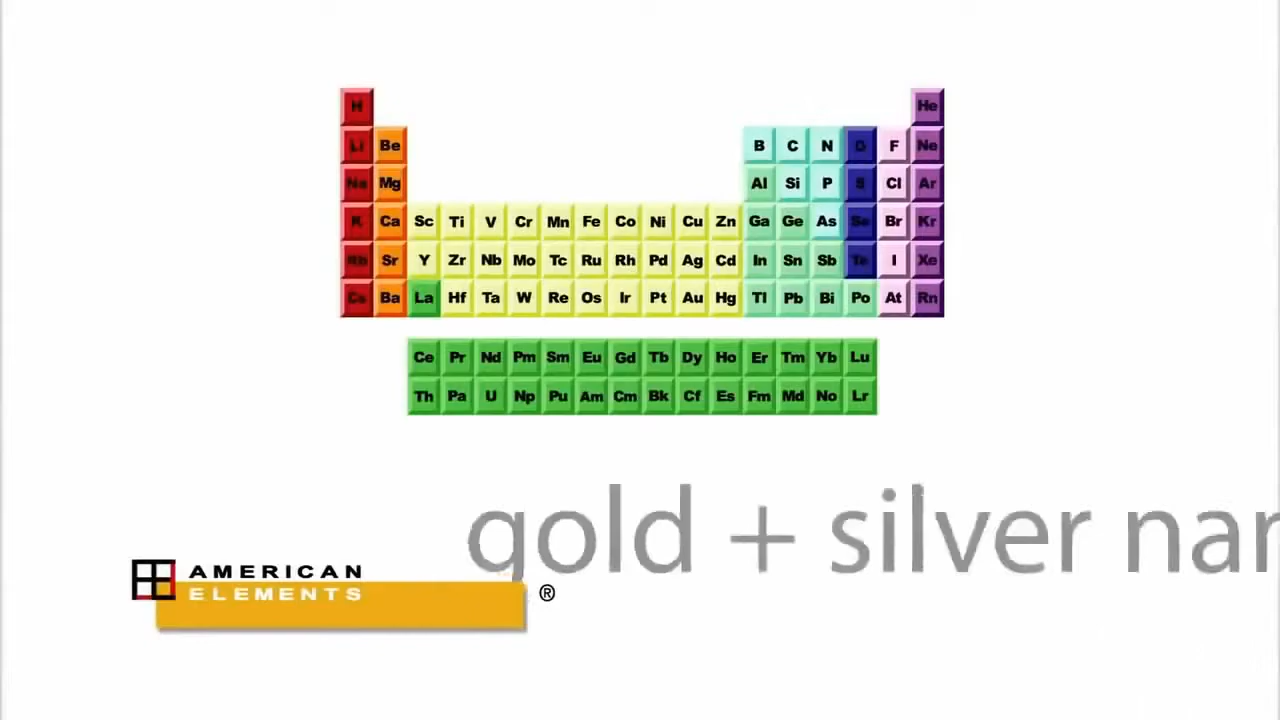 H He
Li Be B C N O F Ne
Na Mg Al Si P S Cl Ar
K Ca Sc Ti V Cr Mn Fe Co Ni Cu Zn Ga Ge As Se Br Kr
Rb Sr Y Zr Nb Mo Tc Ru Rh Pd Ag Cd In Sn Sb Te I Xe
Cs Ba La Hf Ta W Re Os Ir Pt Au Hg Tl Pb Bi Po At Rn
Ce Pr Nd Pm Sm Eu Gd Tb Dy Ho Er Tm Yb Lu
Th Pa U Np Pu Am Cm Bk Cf Es Fm Md No Lr
gold + silver nar
AMERICAN
ELEMENTS ®